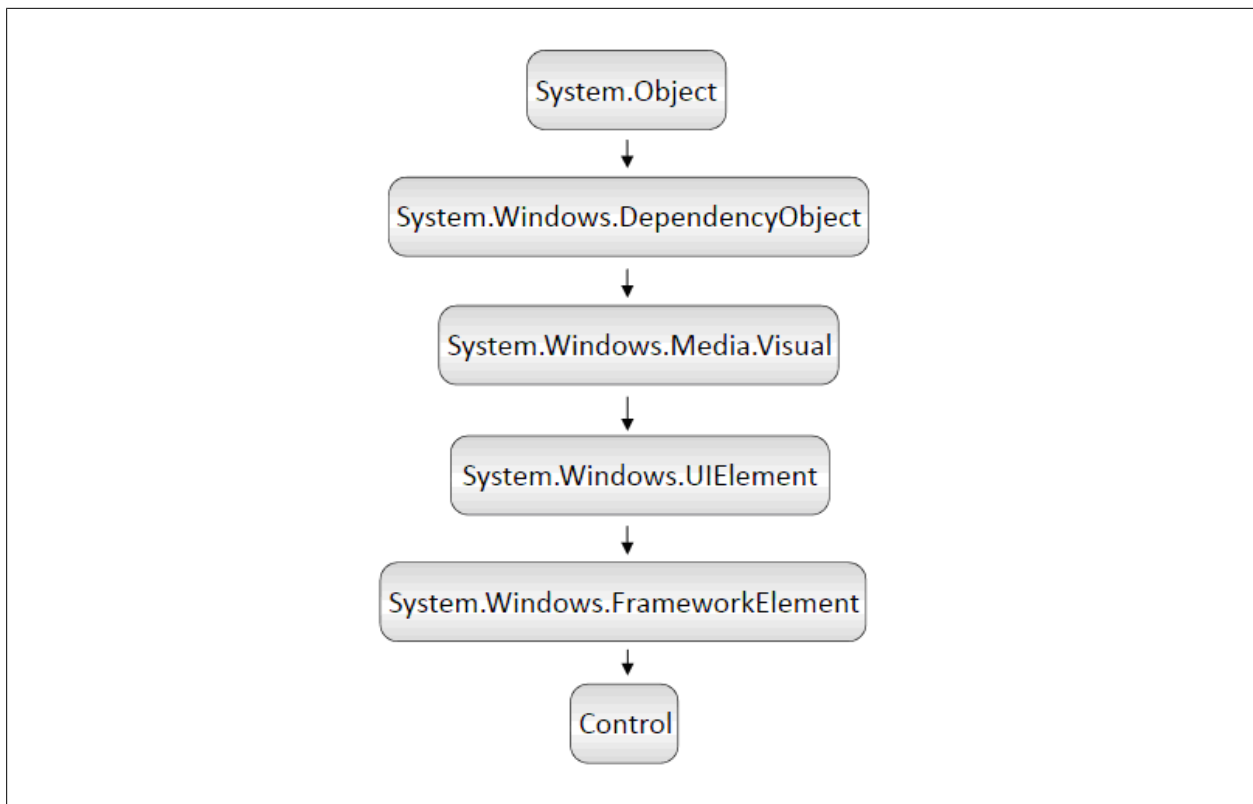 System.Object
System.Windows.DependencyObject
System.Windows.Media.Visual
System.Windows.UIElement
System.Windows.FrameworkElement
Control